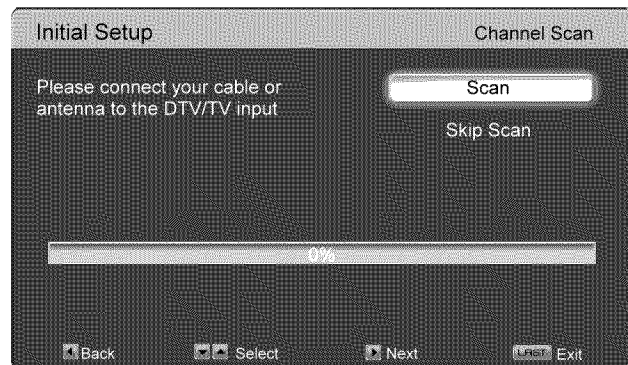 Initial Setup
Channel Scan
Please connect your cable or
antenna to the DTV/TV input
Scan
Skip Scan
0%
Back
Select
Next
LAST Exit